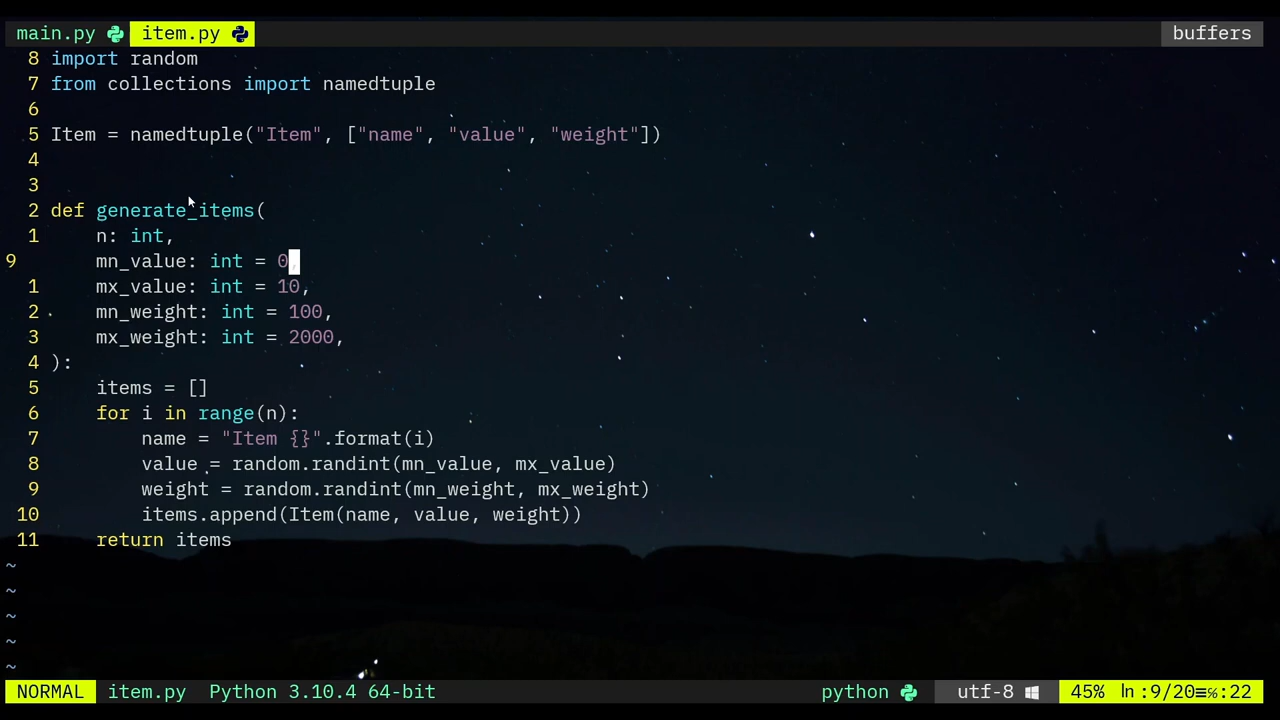 main.py item.py buffers
8 import random
7 from collections import namedtuple
6
5 Item = namedtuple("Item", ["name", "value", "weight"])
4
3
2 def generate_items(
1     n: int,
9     mn_value: int = 0,
1     mx_value: int = 10,
2     mn_weight: int = 100,
3     mx_weight: int = 2000,
4 ):
5     items = []
6     for i in range(n):
7         name = "Item {}".format(i)
8         value = random.randint(mn_value, mx_value)
9         weight = random.randint(mn_weight, mx_weight)
10         items.append(Item(name, value, weight))
11     return items
~
~
~
~
~
NORMAL item.py Python 3.10.4 64-bit python utf-8 45% ln:9/20≡℅:22